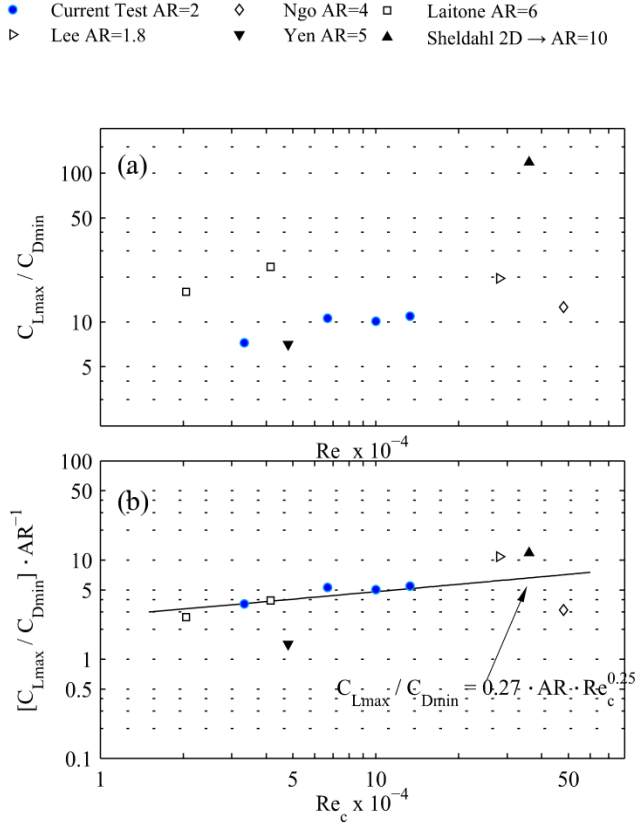 Current Test AR=2 Ngo AR=4 Laitone AR=6
Lee AR=1.8 Yen AR=5 Sheldahl 2D → AR=10
(a)
100
50
10
5
C_Lmax / C_Dmin
Re x 10^−4
(b)
100
50
10
5
1
0.5
0.1
[C_Lmax / C_Dmin] · AR^−1
C_Lmax / C_Dmin = 0.27 · AR · Re_c^0.25
1 5 10 50
Re_c x 10^−4